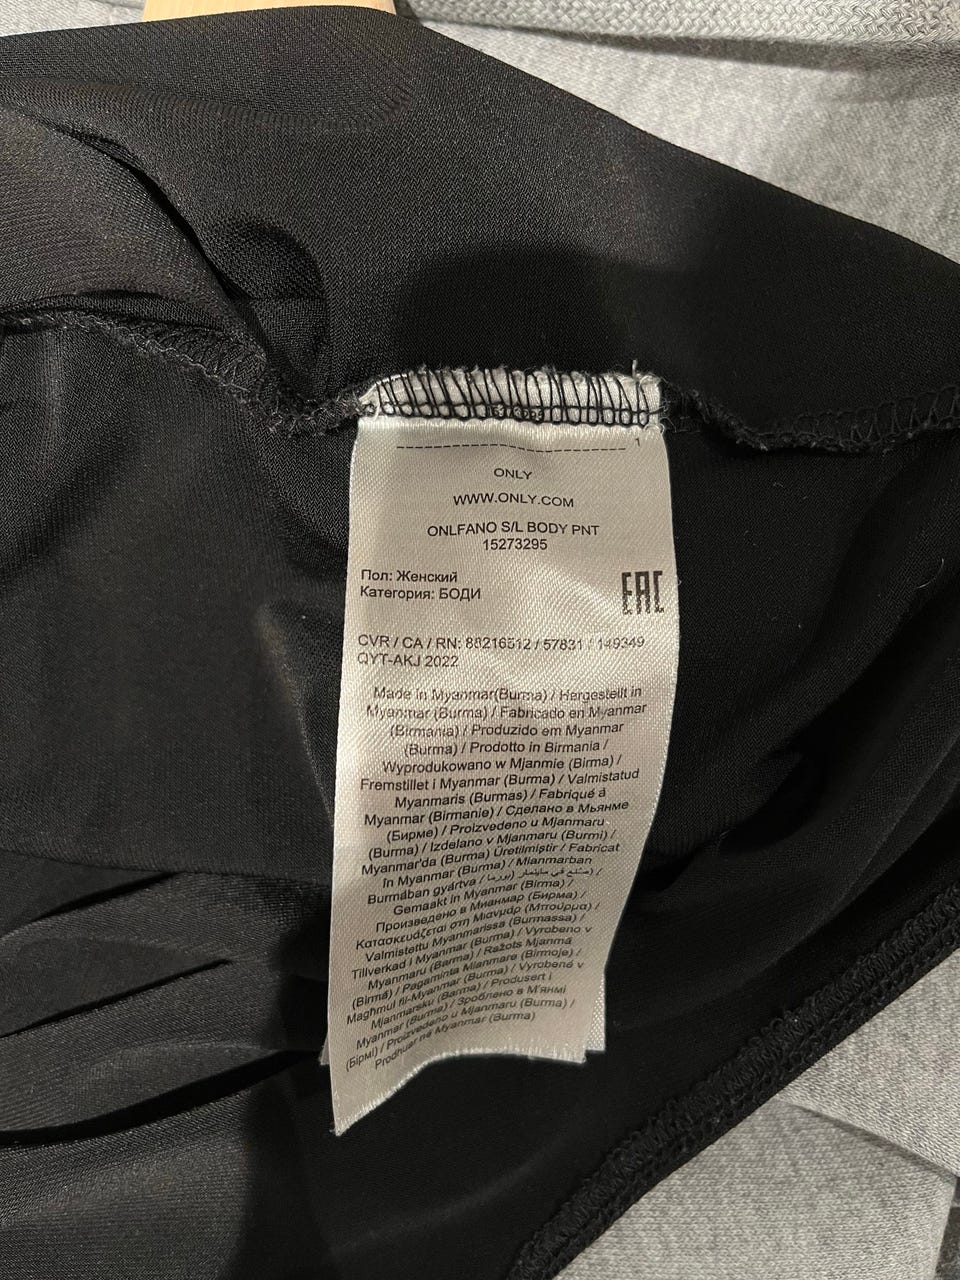 1
ONLY
WWW.ONLY.COM
ONLFANO S/L BODY PNT
15273295
Пол: Женский
Категория: БОДИ
EAC
CVR / CA / RN: 88216512 / 57831 / 149349
QYT-AKJ 2022
Made in Myanmar(Burma) / Hergestellt in
Myanmar (Burma) / Fabricado en Myanmar
(Birmania) / Produzido em Myanmar
(Burma) / Prodotto in Birmania /
Wyprodukowano w Mjanmie (Birma) /
Fremstillet i Myanmar (Burma) / Valmistatud
Myanmaris (Burmas) / Fabriqué à
Myanmar (Birmanie) / Сделано в Мьянме
(Бирме) / Proizvedeno u Mjanmaru
(Burma) / Izdelano v Mjanmaru (Burmi) /
Myanmar'da (Burma) Üretilmiştir / Fabricat
în Myanmar (Burma) / Mianmarban
Burmában gyártva / صنع في ماينمار (بورما) /
Gemaakt in Myanmar (Birma) /
Произведено в Мианмар (Бирма) /
Κατασκευάζεται στη Μιανμάρ (Μπούρμα) /
Valmistettu Myanmarissa (Burmassa) /
Tillverkad i Myanmar (Burma) / Vyrobeno v
Myanmaru (Barma) / Ražots Mjanmā
(Birmā) / Pagaminta Mianmare (Birmoje) /
Magħmul fil-Myanmar (Burma) / Vyrobené v
Mjanmarsku (Barma) / Produsert i
Myanmar (Burma) / Зроблено в М'янмі
(Бірмі) / Proizvedeno u Mjanmaru (Burma) /
Prodhuar në Myanmar (Burma)